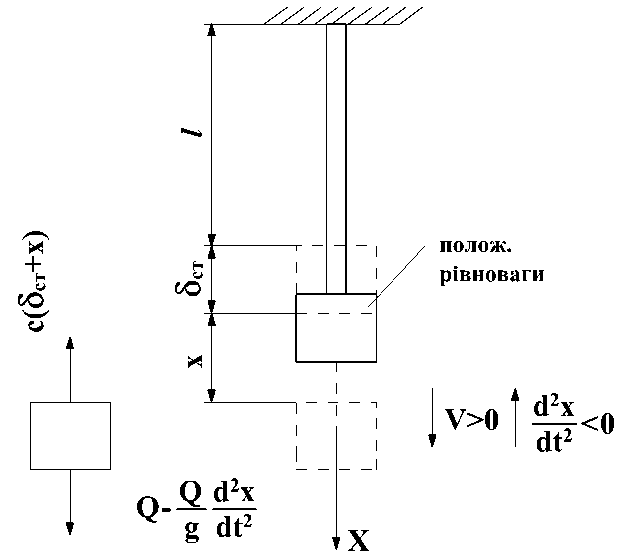 l
δст
полож.
рівноваги
c(δст+x)
x
V>0
d²x/dt² <0
Q- Q/g d²x/dt²
X